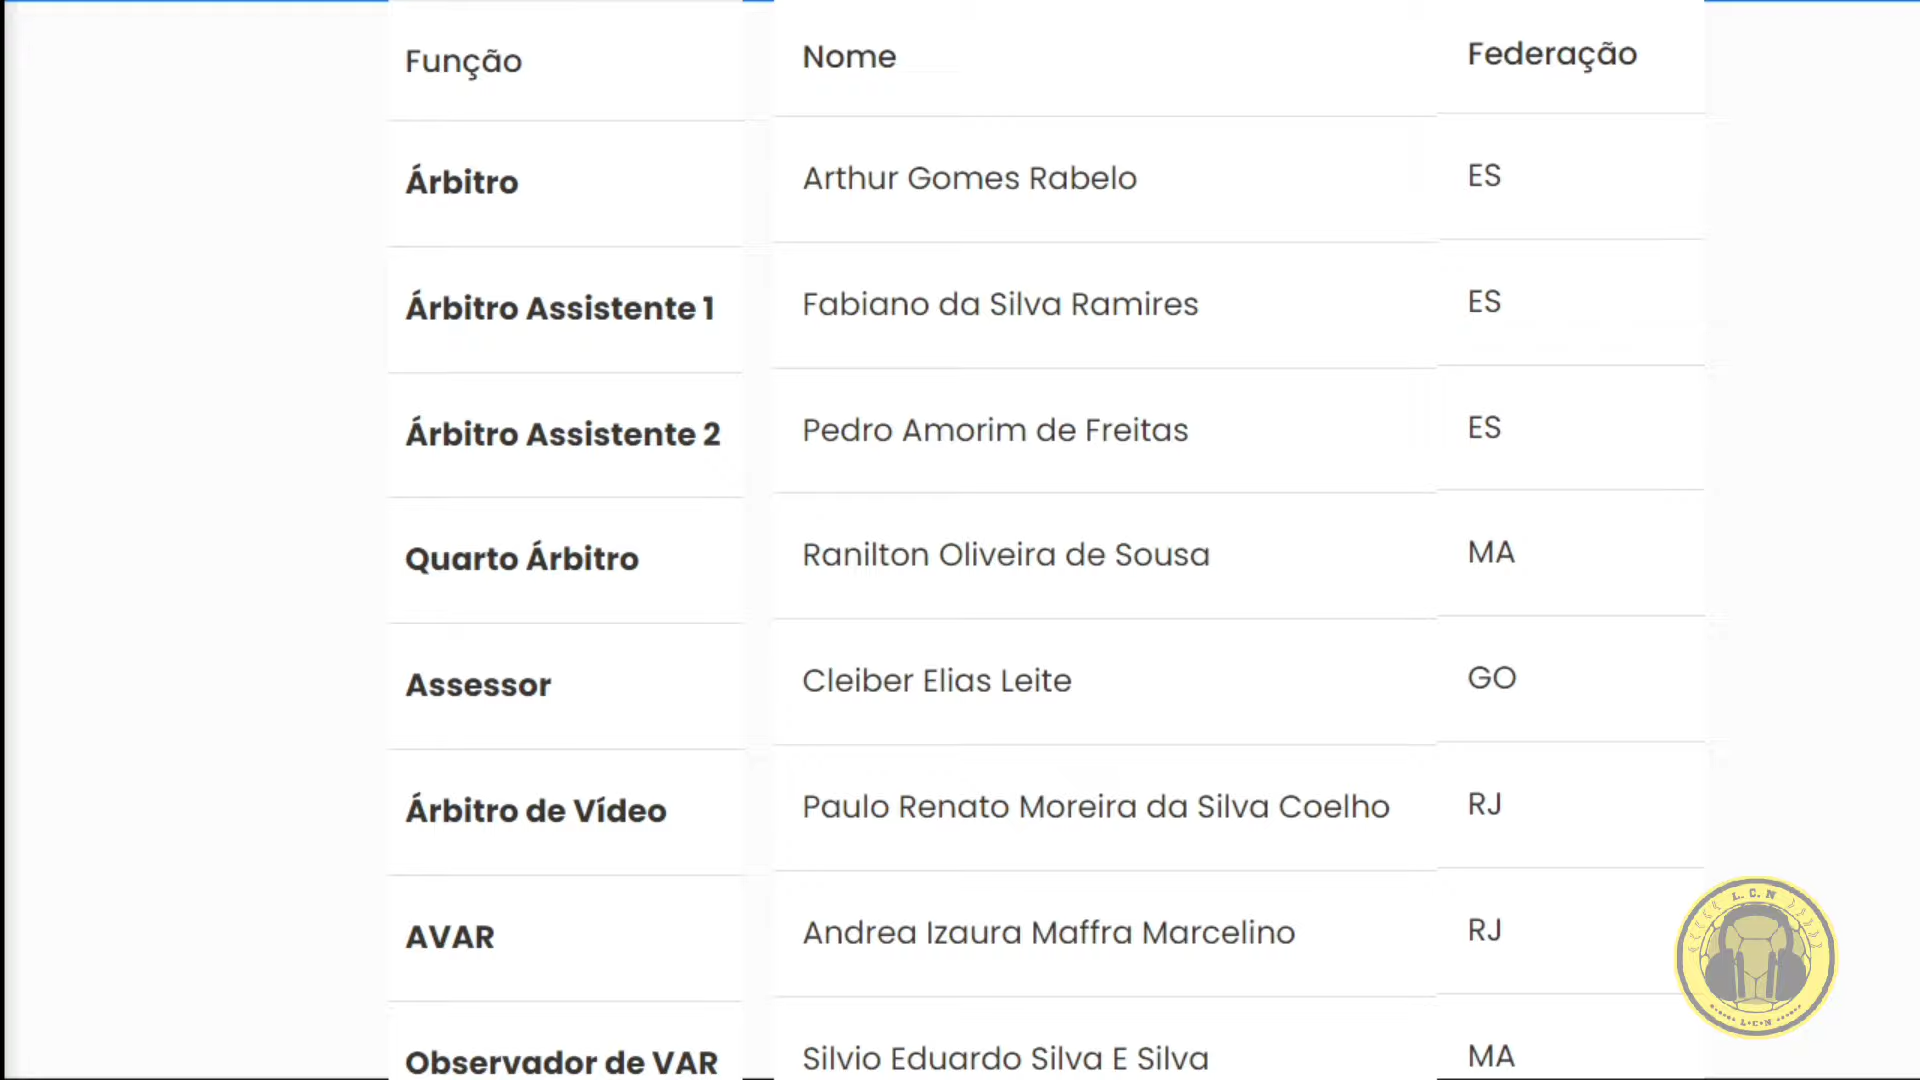 Função Nome Federação
Árbitro Arthur Gomes Rabelo ES
Árbitro Assistente 1 Fabiano da Silva Ramires ES
Árbitro Assistente 2 Pedro Amorim de Freitas ES
Quarto Árbitro Ranilton Oliveira de Sousa MA
Assessor Cleiber Elias Leite GO
Árbitro de Vídeo Paulo Renato Moreira da Silva Coelho RJ
AVAR Andrea Izaura Maffra Marcelino RJ
Observador de VAR Silvio Eduardo Silva E Silva MA
L. C. N
L•C•N